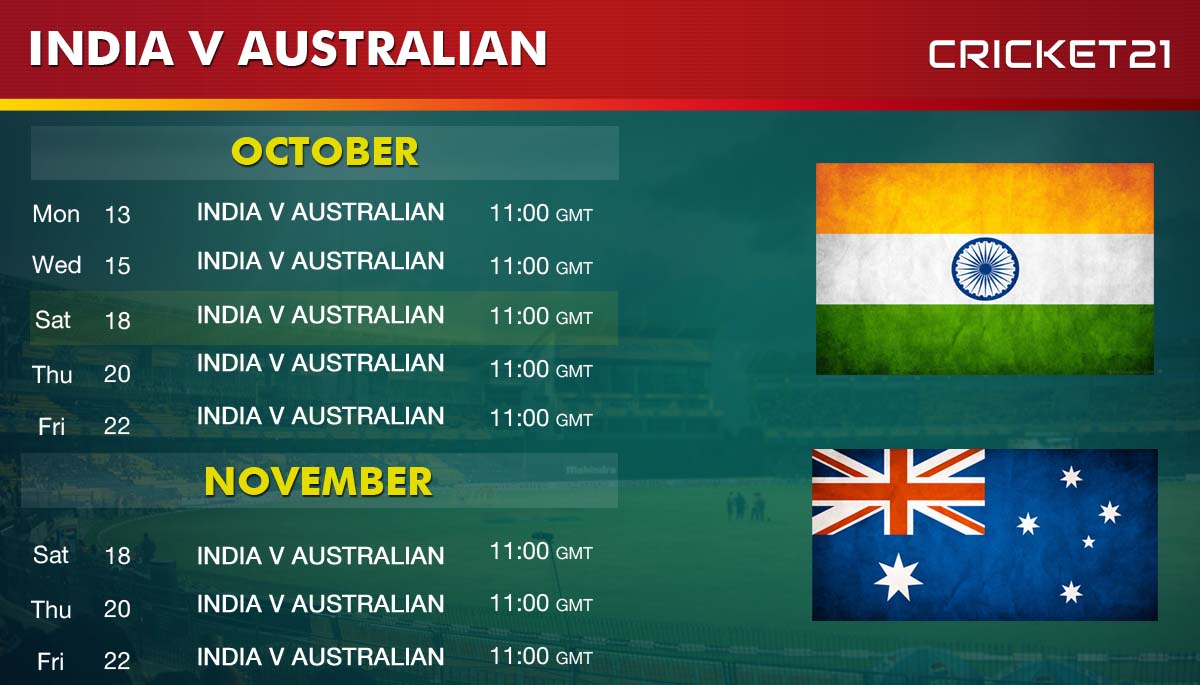 INDIA V AUSTRALIAN
CRICKET21
OCTOBER
Mon 13 INDIA V AUSTRALIAN 11:00 GMT
Wed 15 INDIA V AUSTRALIAN 11:00 GMT
Sat 18 INDIA V AUSTRALIAN 11:00 GMT
Thu 20 INDIA V AUSTRALIAN 11:00 GMT
Fri 22 INDIA V AUSTRALIAN 11:00 GMT
NOVEMBER
Mahindra
Sat 18 INDIA V AUSTRALIAN 11:00 GMT
Thu 20 INDIA V AUSTRALIAN 11:00 GMT
Fri 22 INDIA V AUSTRALIAN 11:00 GMT